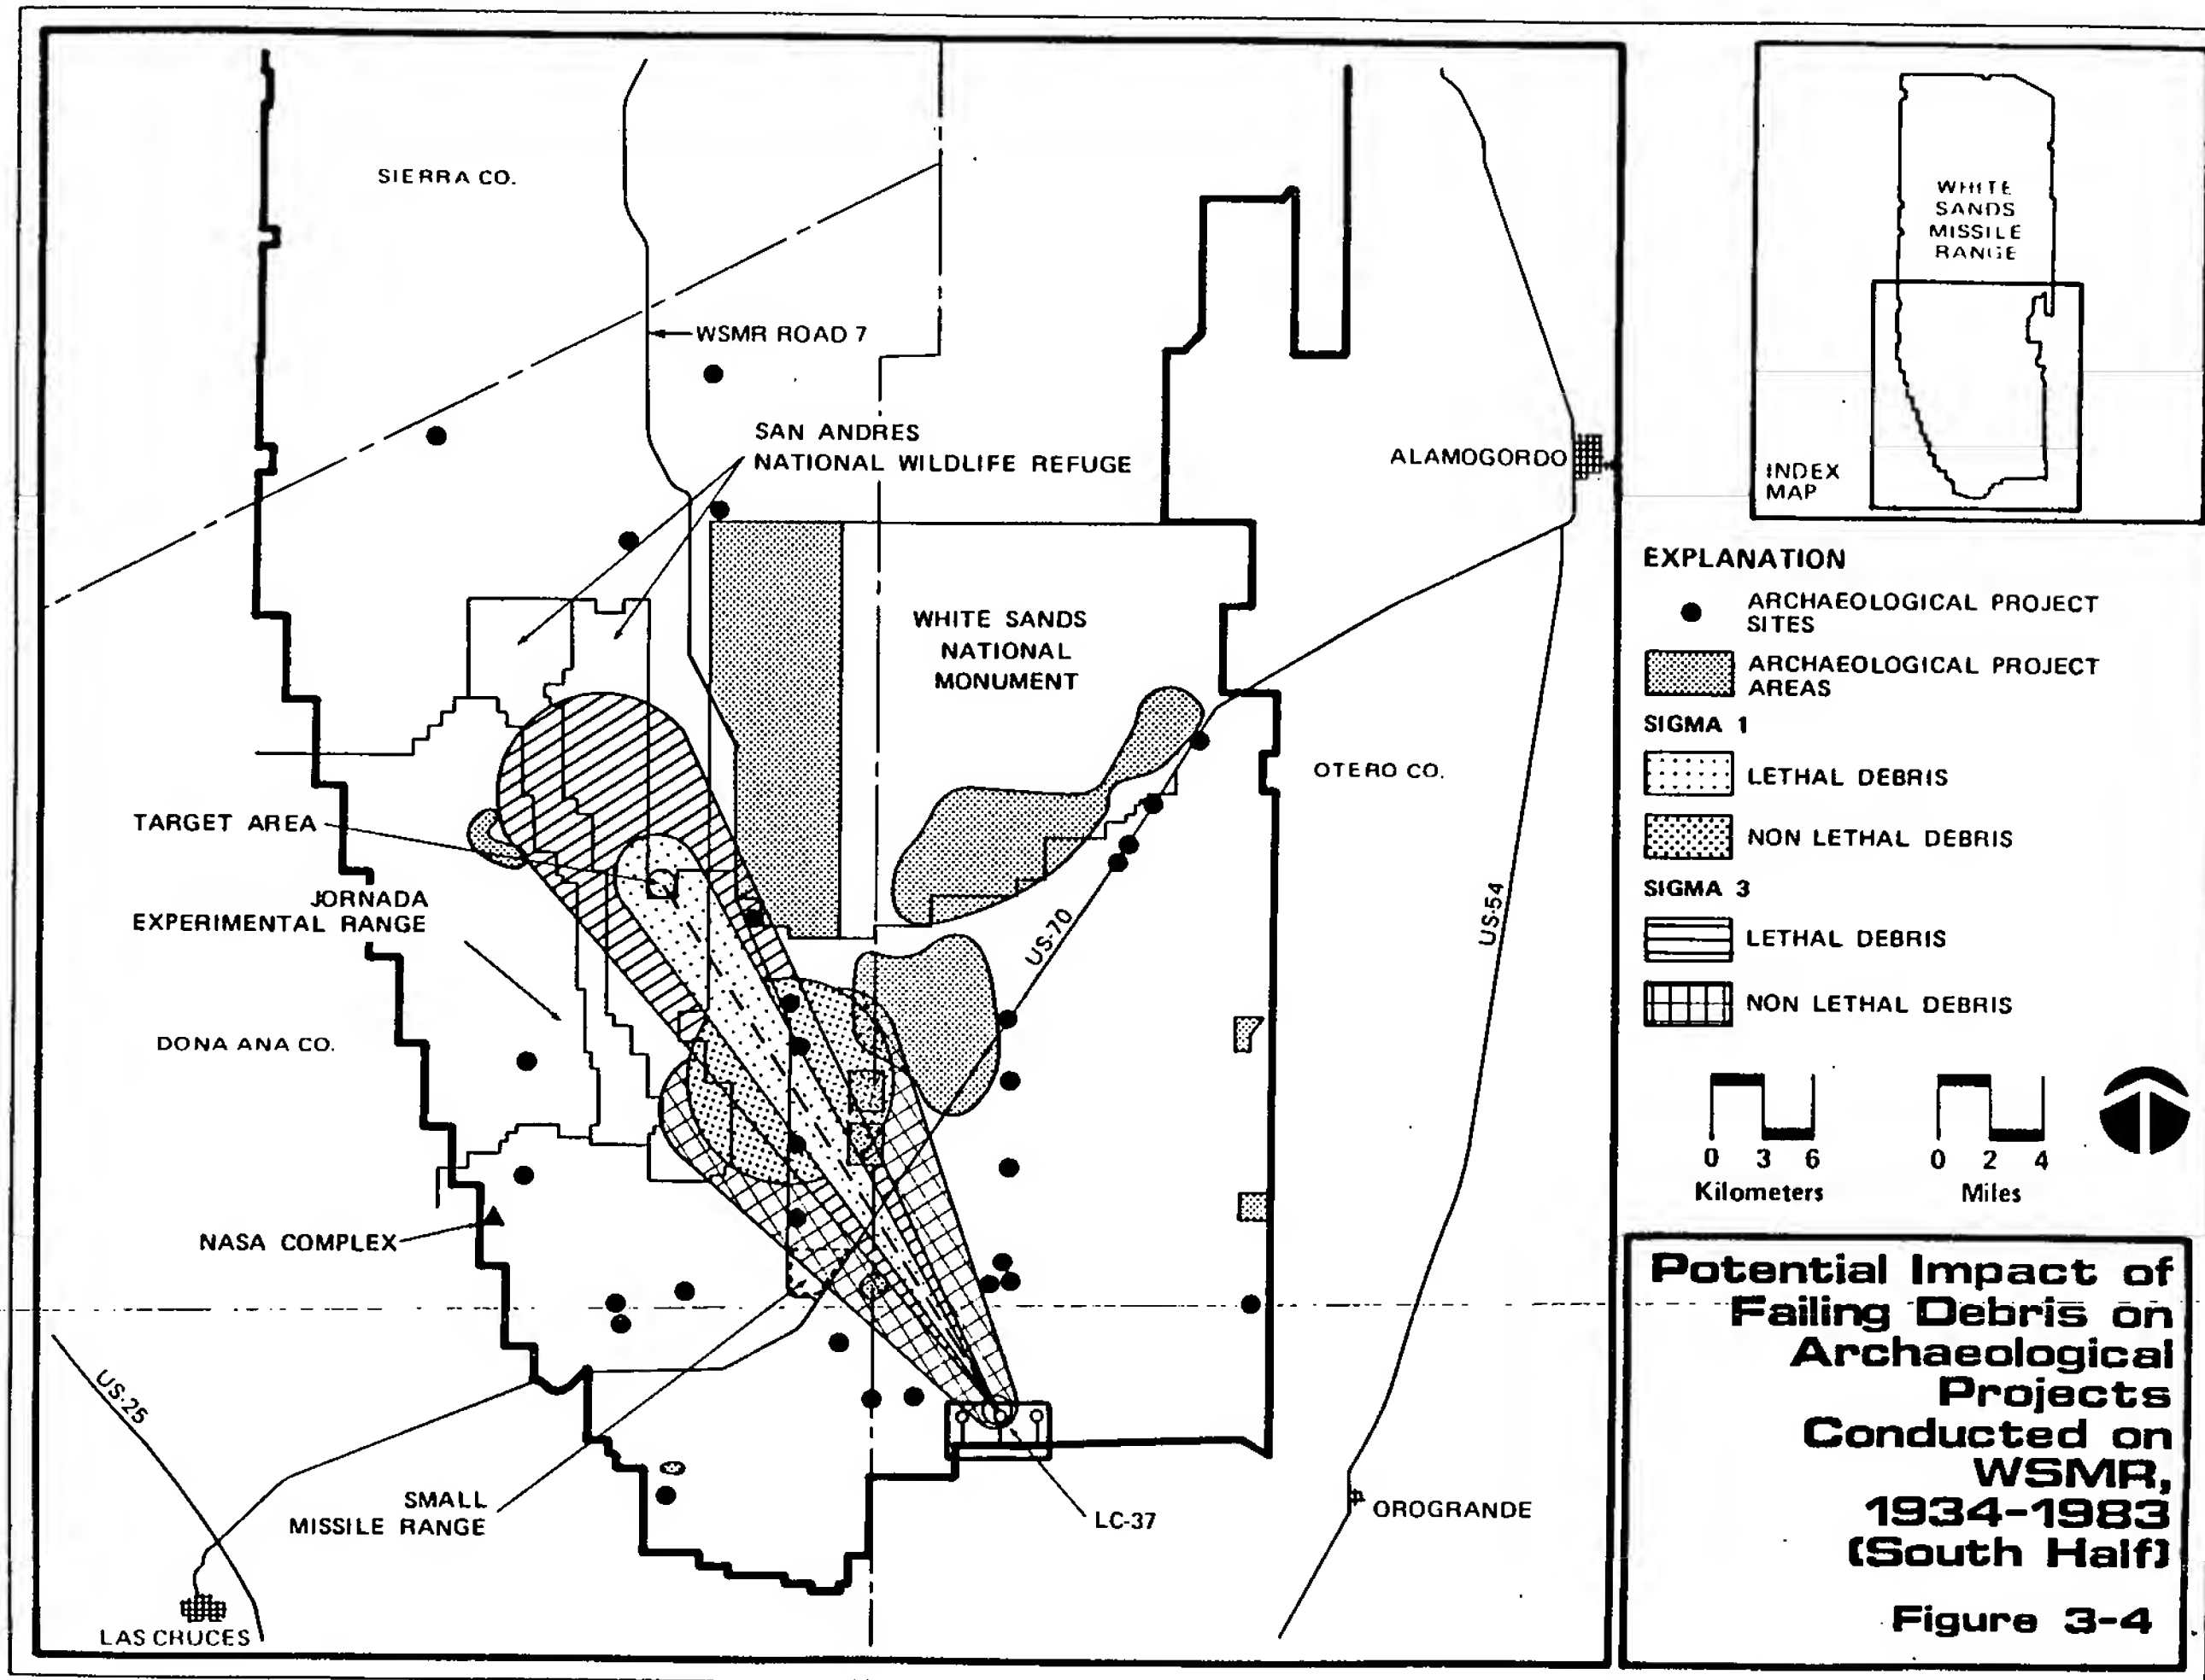 SIERRA CO.
WSMR ROAD 7
SAN ANDRES
NATIONAL WILDLIFE REFUGE
ALAMOGORDO
WHITE SANDS
NATIONAL
MONUMENT
OTERO CO.
TARGET AREA
JORNADA
EXPERIMENTAL RANGE
US-70
US-54
DONA ANA CO.
NASA COMPLEX
US-25
SMALL
MISSILE RANGE
LC-37
OROGRANDE
LAS CRUCES
WHITE
SANDS
MISSILE
RANGE
INDEX
MAP
EXPLANATION
ARCHAEOLOGICAL PROJECT
SITES
ARCHAEOLOGICAL PROJECT
AREAS
SIGMA 1
LETHAL DEBRIS
NON LETHAL DEBRIS
SIGMA 3
LETHAL DEBRIS
NON LETHAL DEBRIS
0 3 6
Kilometers
0 2 4
Miles
Potential Impact of
Failing Debris on
Archaeological
Projects
Conducted on
WSMR,
1934-1983
(South Half)
Figure 3-4